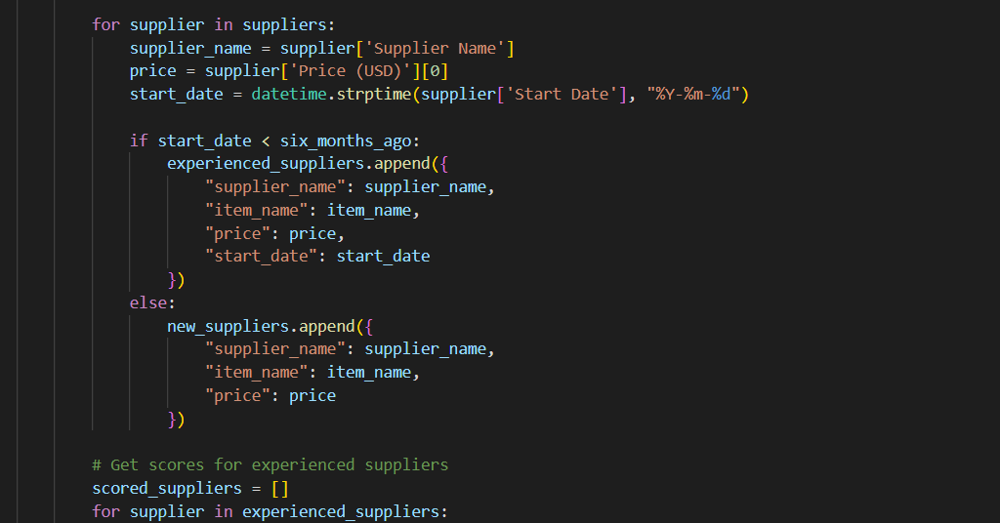 for supplier in suppliers:
    supplier_name = supplier['Supplier Name']
    price = supplier['Price (USD)'][0]
    start_date = datetime.strptime(supplier['Start Date'], "%Y-%m-%d")

    if start_date < six_months_ago:
        experienced_suppliers.append({
            "supplier_name": supplier_name,
            "item_name": item_name,
            "price": price,
            "start_date": start_date
        })
    else:
        new_suppliers.append({
            "supplier_name": supplier_name,
            "item_name": item_name,
            "price": price
        })

# Get scores for experienced suppliers
scored_suppliers = []
for supplier in experienced_suppliers: